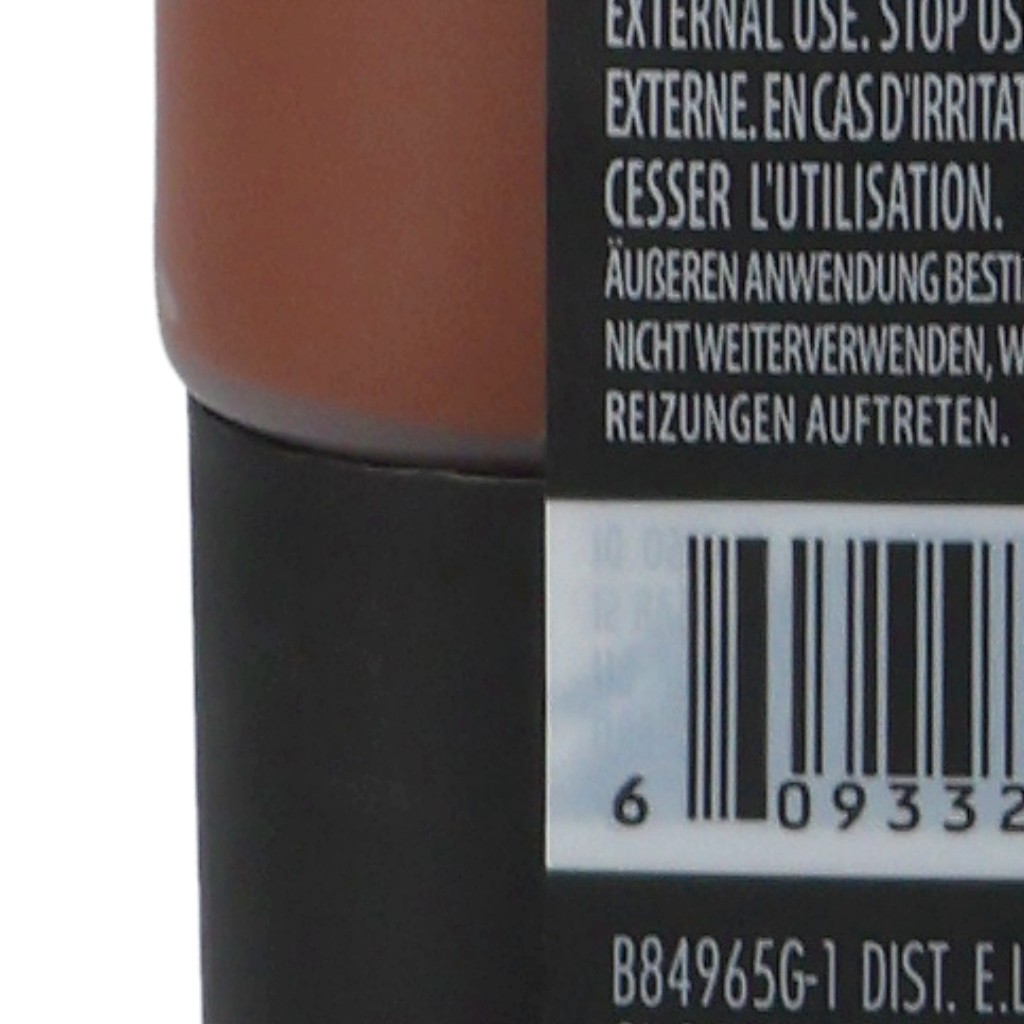 EXTERNAL USE. STOP US
EXTERNE. EN CAS D'IRRITAT
CESSER L'UTILISATION.
ÄUßEREN ANWENDUNG BESTI
NICHT WEITERVERWENDEN, W
REIZUNGEN AUFTRETEN.
6 09332
B84965G-1 DIST. E.L